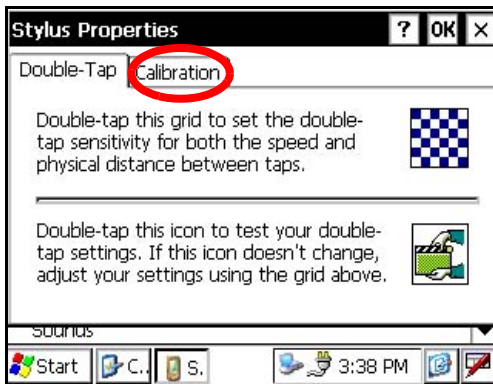 Stylus Properties ? OK ×
Double-Tap Calibration
Double-tap this grid to set the double-
tap sensitivity for both the speed and
physical distance between taps.
Double-tap this icon to test your double-
tap settings. If this icon doesn't change,
adjust your settings using the grid above.
Sounds
Start C.. S. 3:38 PM